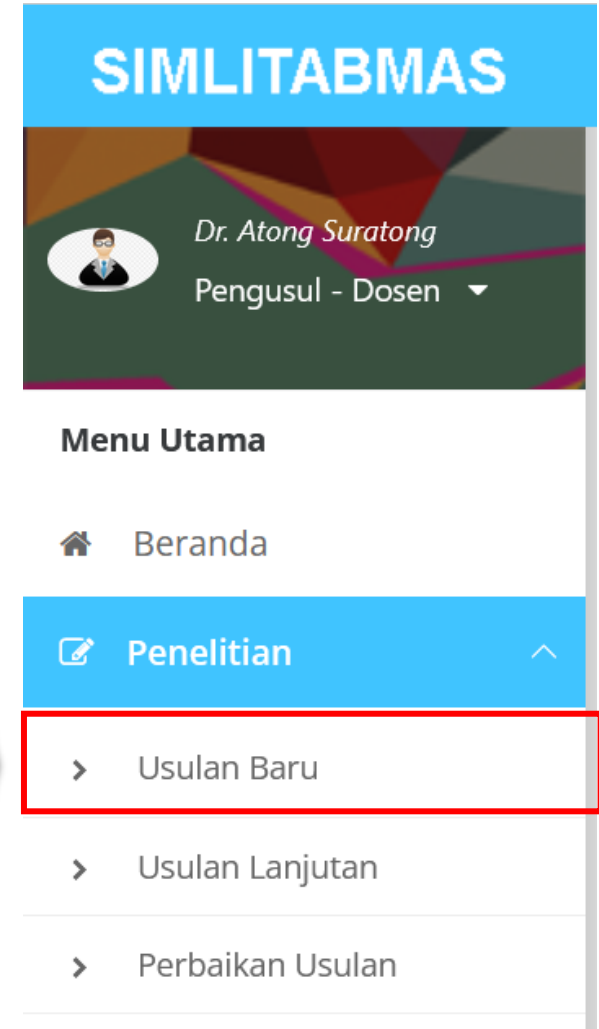 SIMLITABMAS
Dr. Atong Suratong
Pengusul - Dosen
Menu Utama
Beranda
Penelitian
Usulan Baru
Usulan Lanjutan
Perbaikan Usulan